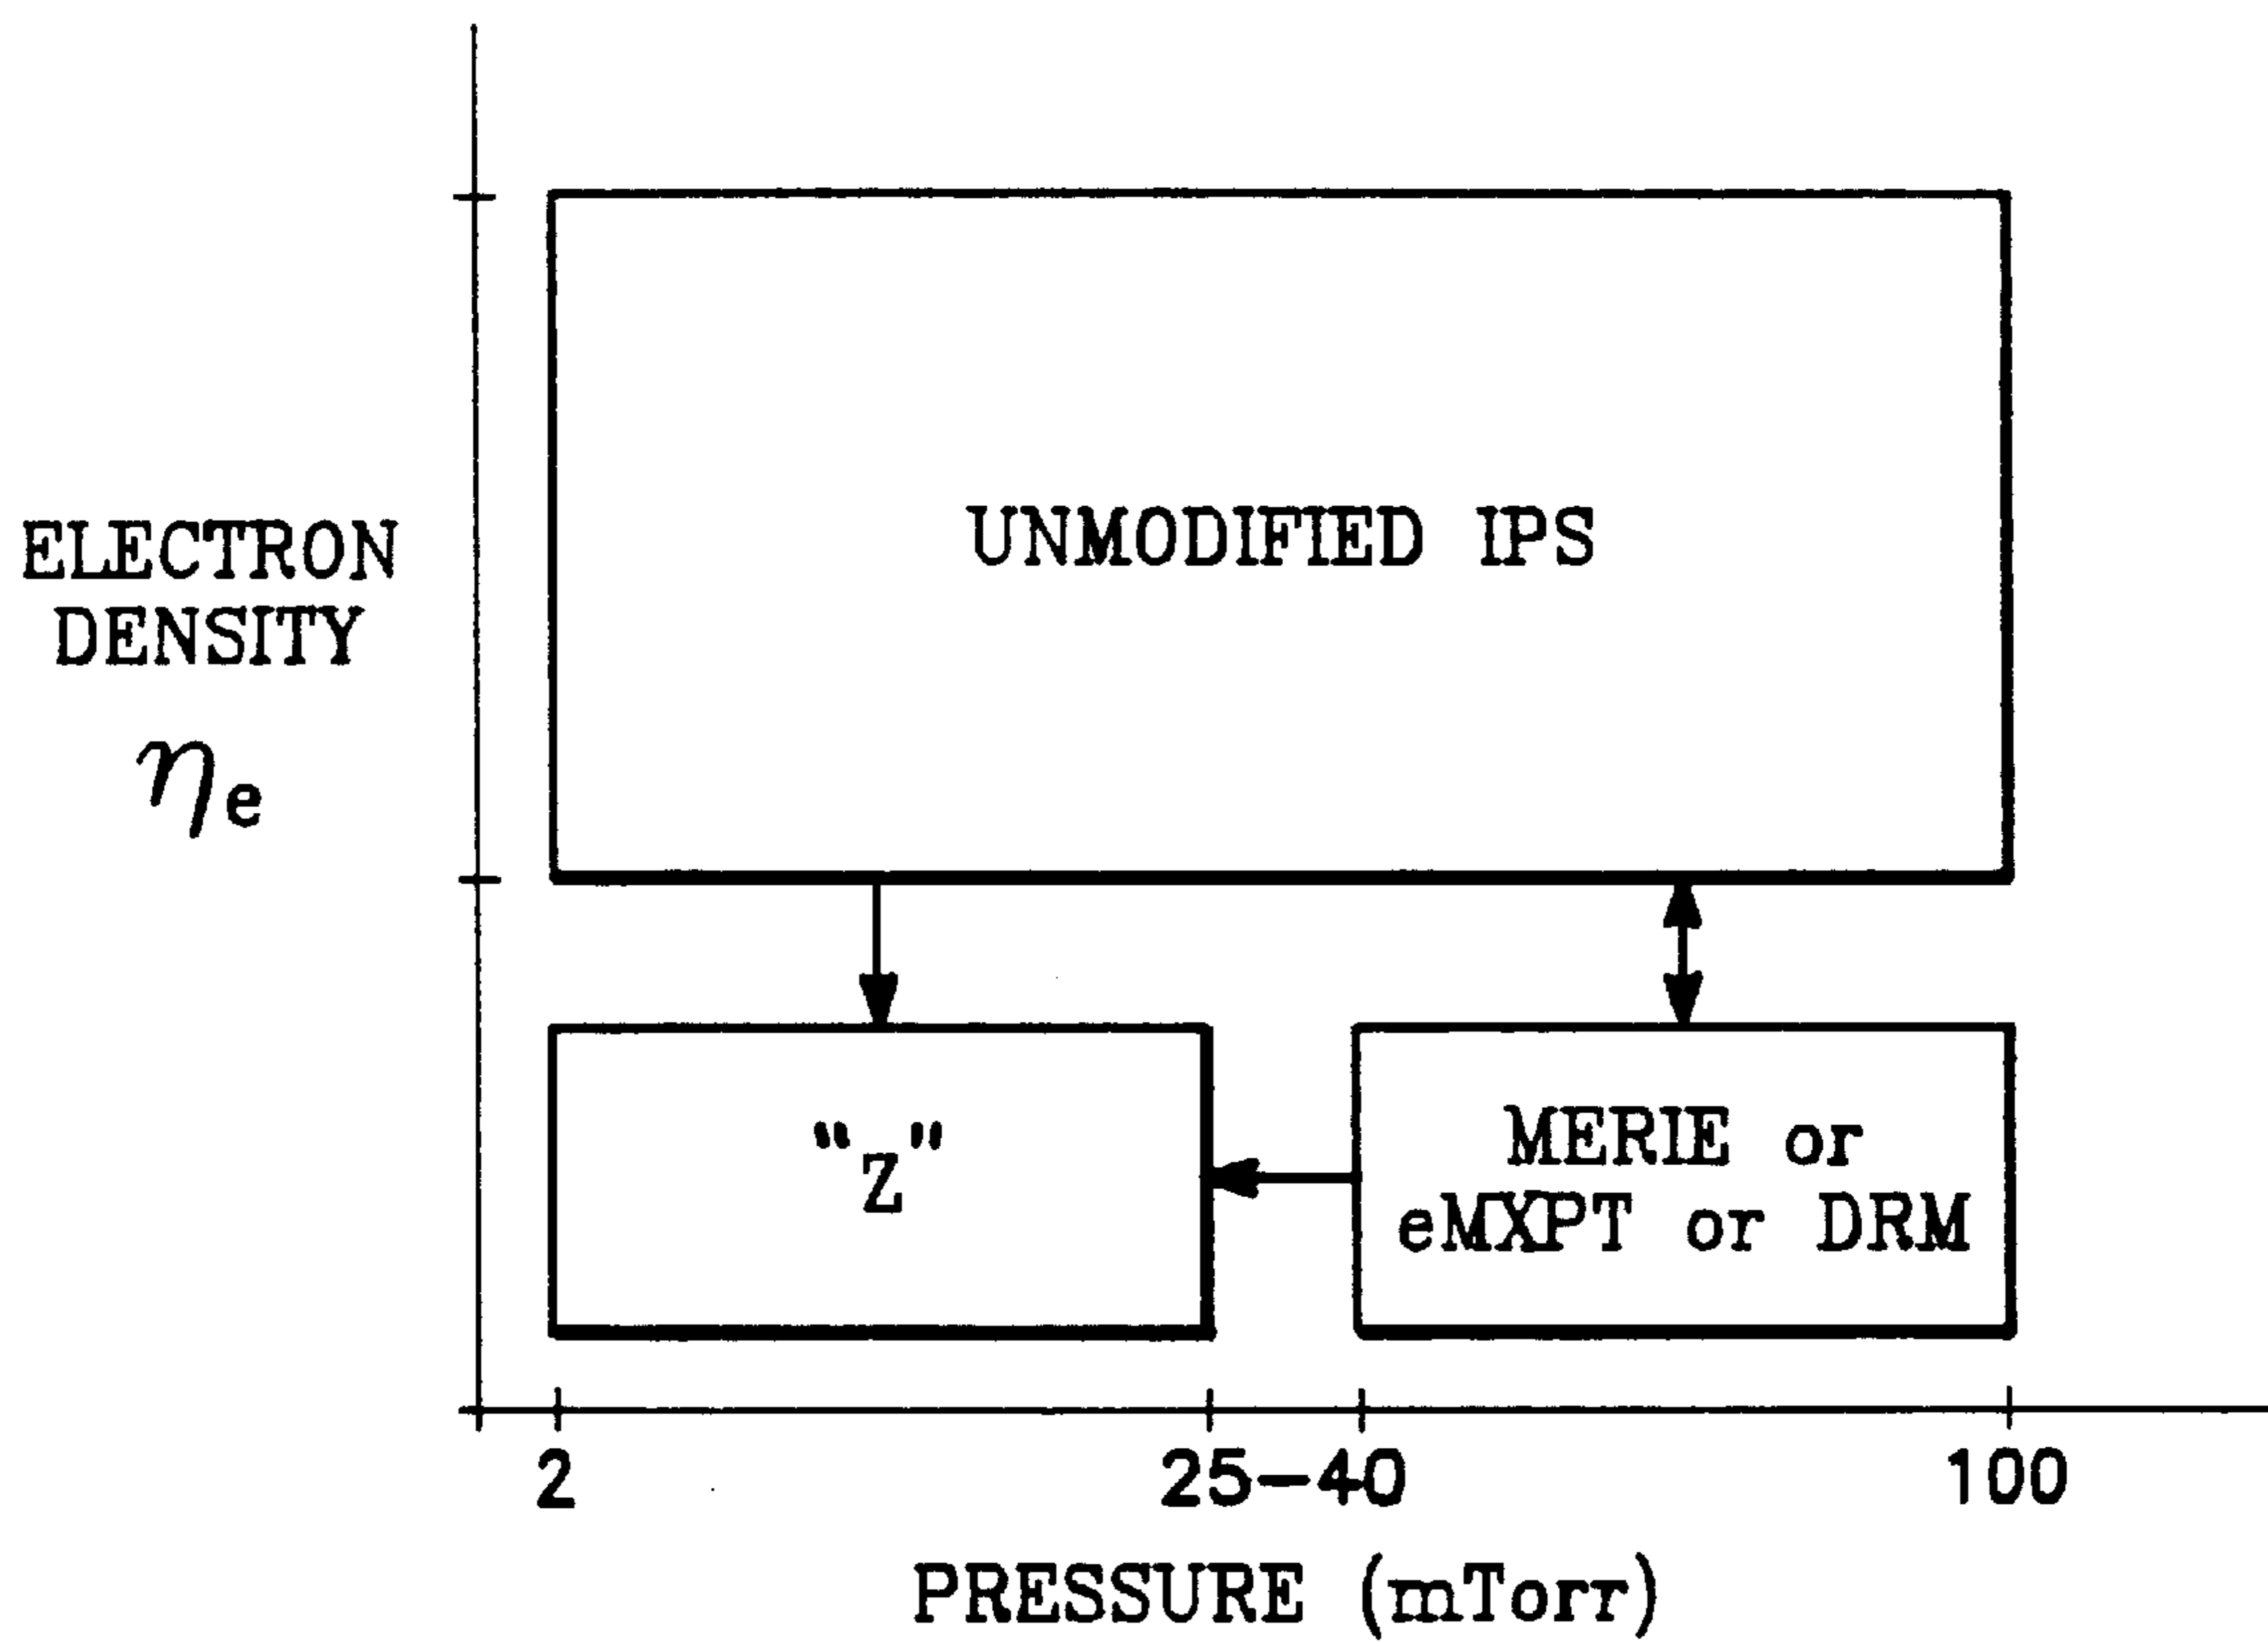 UNMODIFIED IPS
ELECTRON
DENSITY
ηe
“Z”
MERIE or
eMXPT or DRM
2
25–40
100
PRESSURE (mTorr)